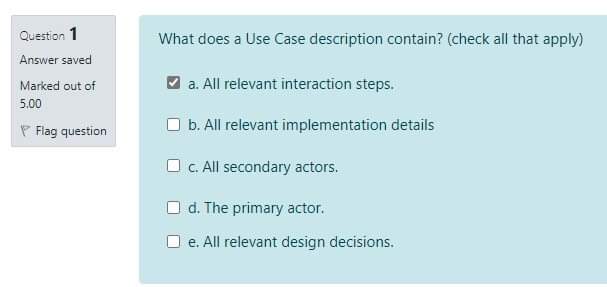 Question 1
Answer saved
Marked out of
5.00
Flag question
What does a Use Case description contain? (check all that apply)
a. All relevant interaction steps.
b. All relevant implementation details
c. All secondary actors.
d. The primary actor.
e. All relevant design decisions.